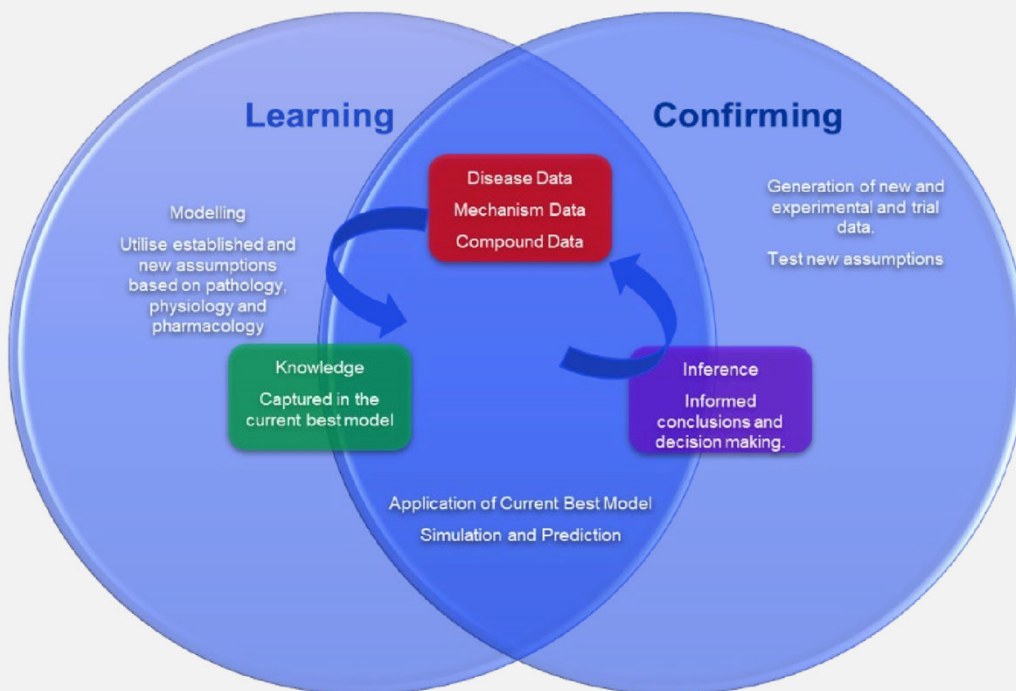 Learning
Confirming
Disease Data
Mechanism Data
Compound Data
Modelling
Utilise established and
new assumptions
based on pathology,
physiology and
pharmacology
Generation of new and
experimental and trial
data.
Test new assumptions
Knowledge
Captured in the
current best model
Inference
Informed
conclusions and
decision making.
Application of Current Best Model
Simulation and Prediction